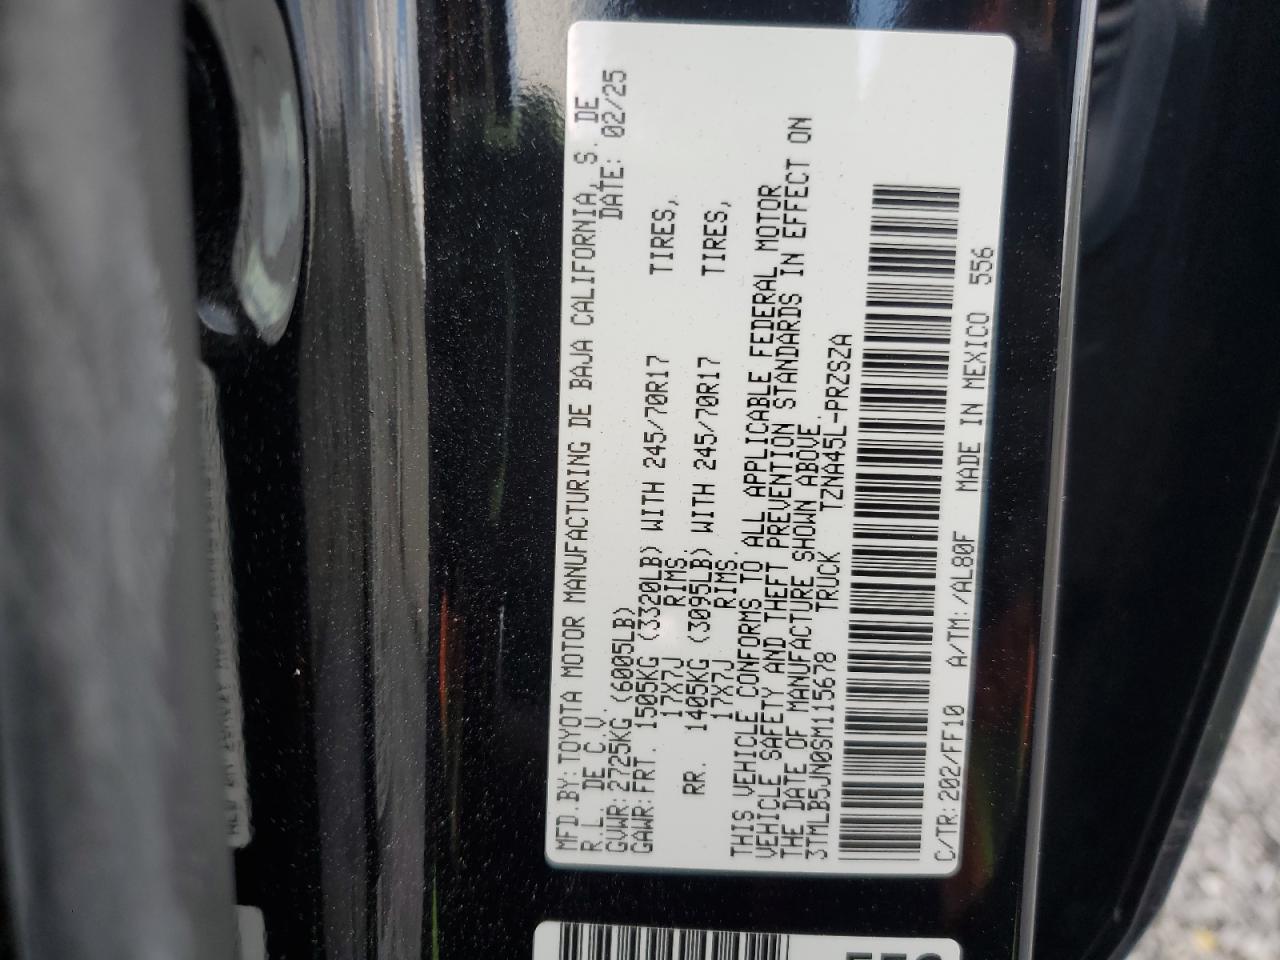 MFD.BY:TOYOTA MOTOR MANUFACTURING DE BAJA CALIFORNIA, S. DE
R.L. DE C.V. DATE: 02/25
GVWR:2725KG (6005LB)
GAWR:FRT. 1505KG (3320LB) WITH 245/70R17 TIRES,
17X7J RIMS.
RR. 1405KG (3095LB) WITH 245/70R17 TIRES,
17X7J RIMS.
THIS VEHICLE CONFORMS TO ALL APPLICABLE FEDERAL MOTOR
VEHICLE SAFETY AND THEFT PREVENTION STANDARDS IN EFFECT ON
THE DATE OF MANUFACTURE SHOWN ABOVE.
3TMLB5JN0SM115678 TRUCK TZNA45L-PRZSZA
C/TR:202/FF10 A/TM:/AL80F MADE IN MEXICO 556